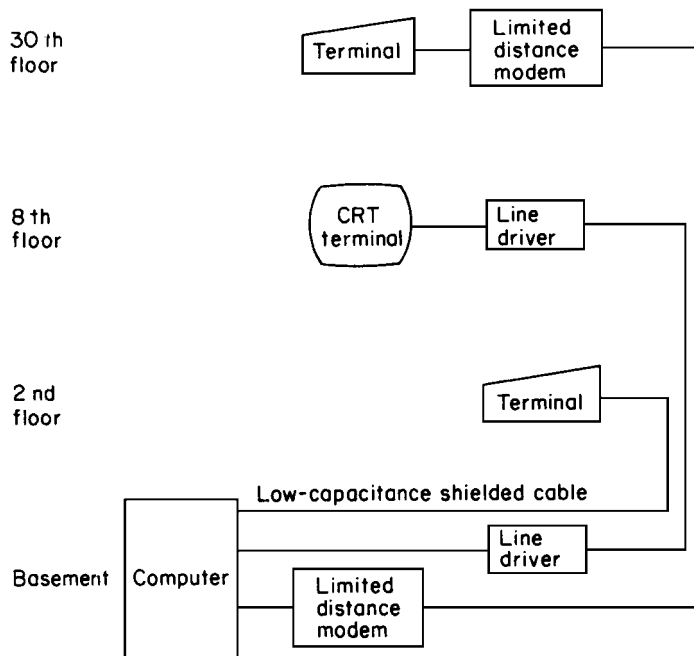 30 th
floor
Terminal
Limited
distance
modem
8 th
floor
CRT
terminal
Line
driver
2 nd
floor
Terminal
Low-capacitance shielded cable
Basement
Computer
Line
driver
Limited
distance
modem